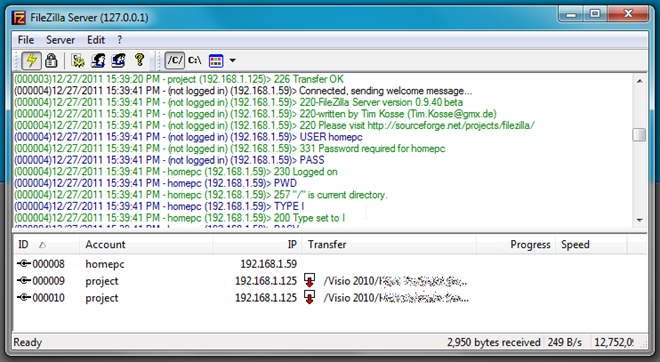 FileZilla Server (127.0.0.1)
File Server Edit ?
/C/ C:\
(000003)12/27/2011 15:39:20 PM - project (192.168.1.125)> 226 Transfer OK
(000004)12/27/2011 15:39:41 PM - (not logged in) (192.168.1.59)> Connected, sending welcome message...
(000004)12/27/2011 15:39:41 PM - (not logged in) (192.168.1.59)> 220-FileZilla Server version 0.9.40 beta
(000004)12/27/2011 15:39:41 PM - (not logged in) (192.168.1.59)> 220-written by Tim Kosse (Tim.Kosse@gmx.de)
(000004)12/27/2011 15:39:41 PM - (not logged in) (192.168.1.59)> 220 Please visit http://sourceforge.net/projects/filezilla/
(000004)12/27/2011 15:39:41 PM - (not logged in) (192.168.1.59)> USER homepc
(000004)12/27/2011 15:39:41 PM - (not logged in) (192.168.1.59)> 331 Password required for homepc
(000004)12/27/2011 15:39:41 PM - (not logged in) (192.168.1.59)> PASS
(000004)12/27/2011 15:39:41 PM - homepc (192.168.1.59)> 230 Logged on
(000004)12/27/2011 15:39:41 PM - homepc (192.168.1.59)> PWD
(000004)12/27/2011 15:39:41 PM - homepc (192.168.1.59)> 257 "/" is current directory.
(000004)12/27/2011 15:39:41 PM - homepc (192.168.1.59)> TYPE I
(000004)12/27/2011 15:39:41 PM - homepc (192.168.1.59)> 200 Type set to I
(000004)12/27/2011 15:39:41 PM - homepc (192.168.1.59)> PASV
ID Account IP Transfer Progress Speed
000008 homepc 192.168.1.59
000009 project 192.168.1.125 /Visio 2010/
000010 project 192.168.1.125 /Visio 2010/
Ready 2,950 bytes received 249 B/s